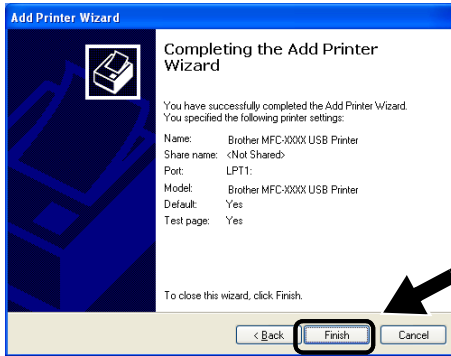 Add Printer Wizard
Completing the Add Printer
Wizard
You have successfully completed the Add Printer Wizard.
You specified the following printer settings:
Name: Brother MFC-XXXX USB Printer
Share name: <Not Shared>
Port: LPT1:
Model: Brother MFC-XXXX USB Printer
Default: Yes
Test page: Yes
To close this wizard, click Finish.
< Back Finish Cancel